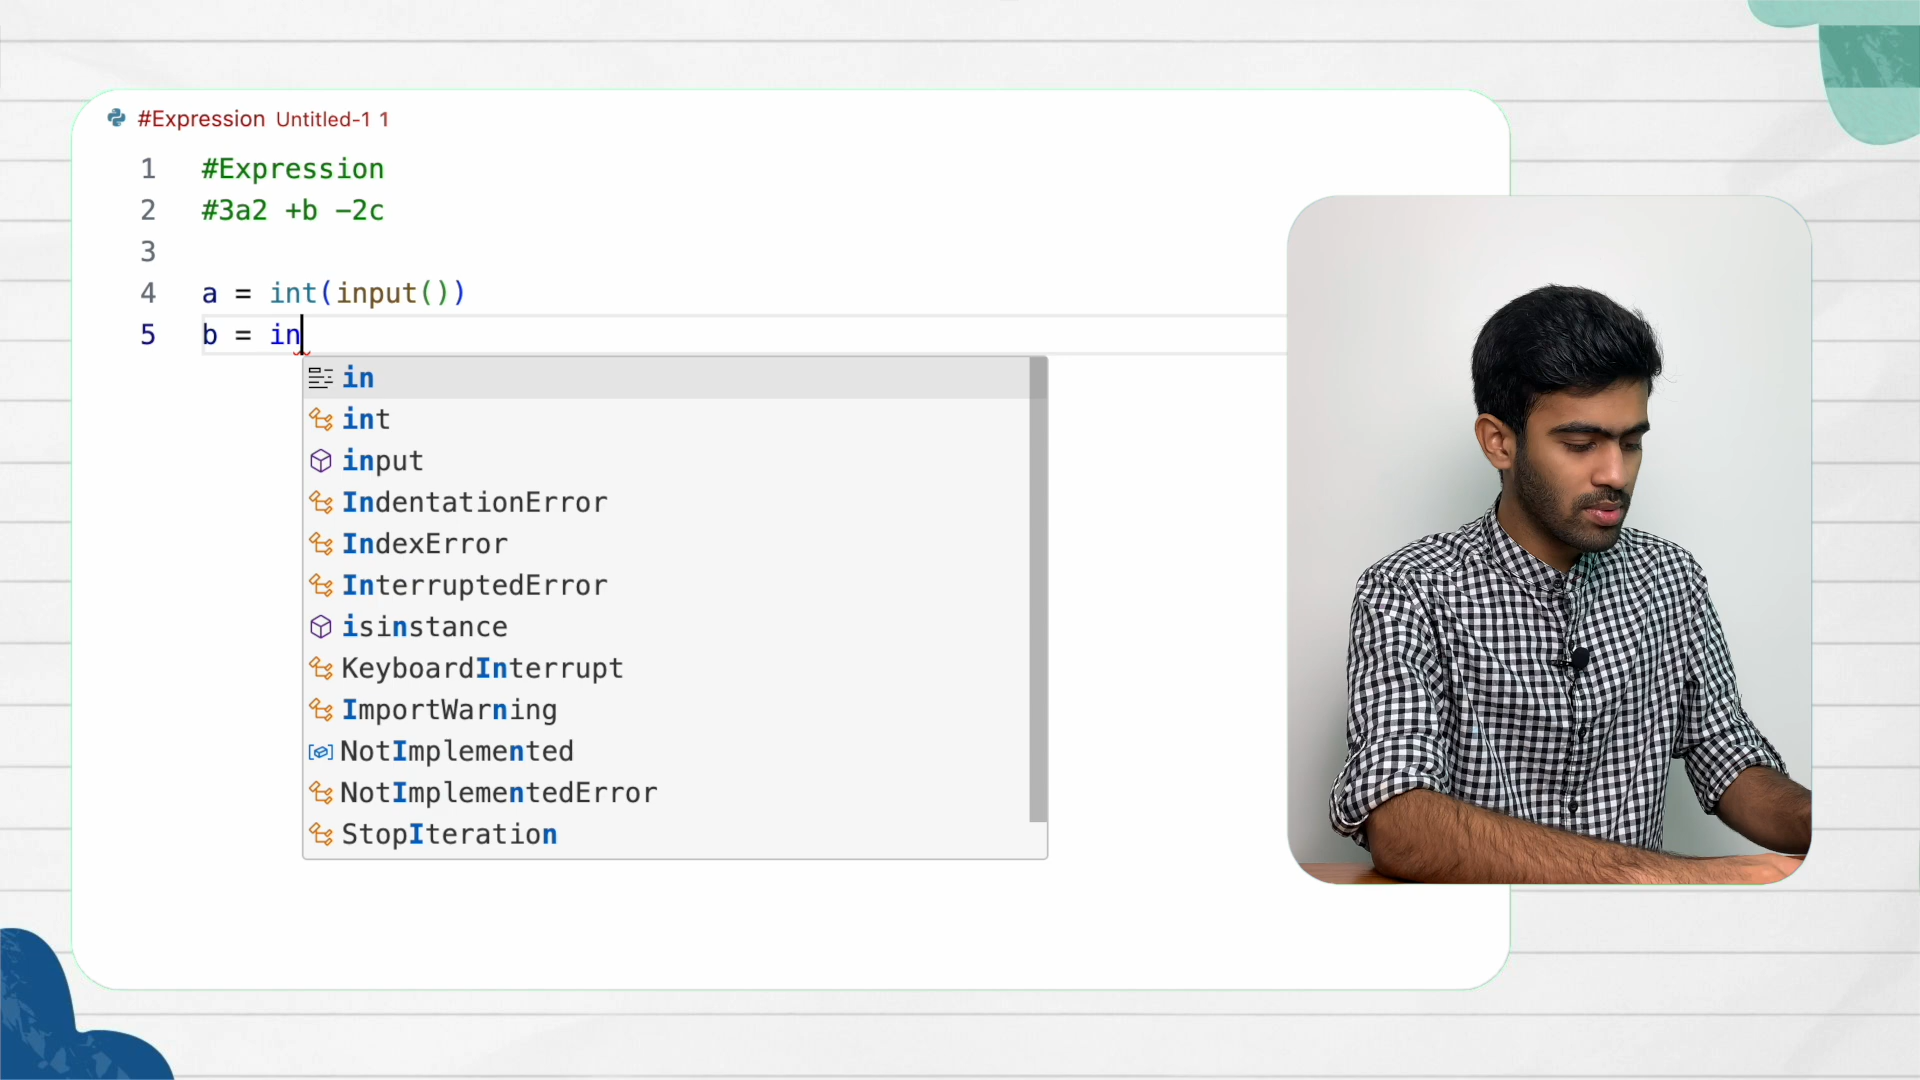 #Expression Untitled-1 1
1 #Expression
2 #3a2 +b -2c
3
4 a = int(input())
5 b = in
in
int
input
IndentationError
IndexError
InterruptedError
isinstance
KeyboardInterrupt
ImportWarning
NotImplemented
NotImplementedError
StopIteration